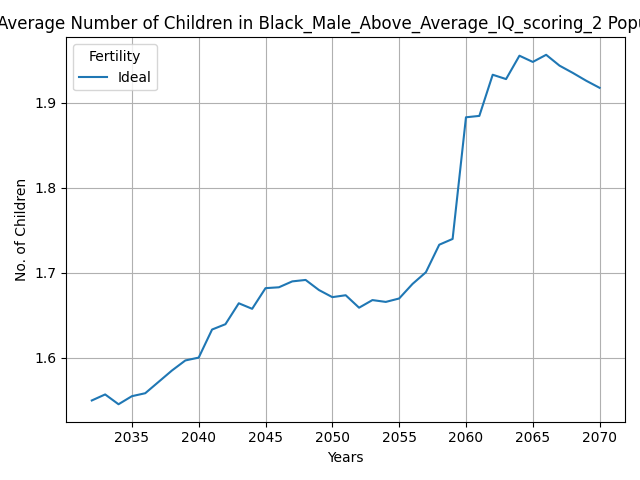 Average Number of Children in Black_Male_Above_Average_IQ_scoring_2
Fertility
Ideal
No. of Children
1.9
1.8
1.7
1.6
2035 2040 2045 2050 2055 2060 2065 2070
Years